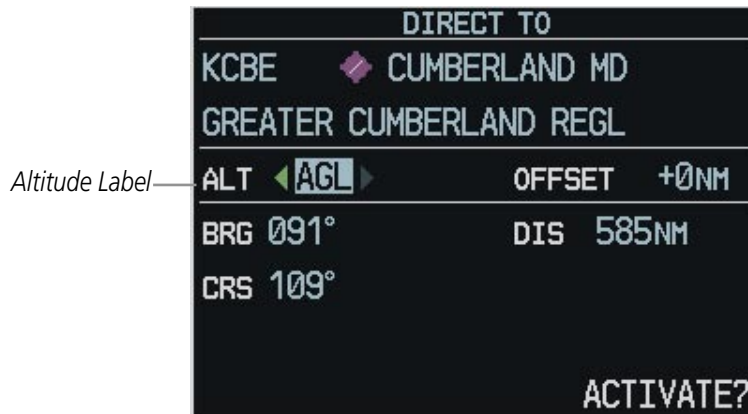 DIRECT TO
KCBE CUMBERLAND MD
GREATER CUMBERLAND REGL
Altitude Label
ALT AGL OFFSET +0NM
BRG 091° DIS 585NM
CRS 109°
ACTIVATE?